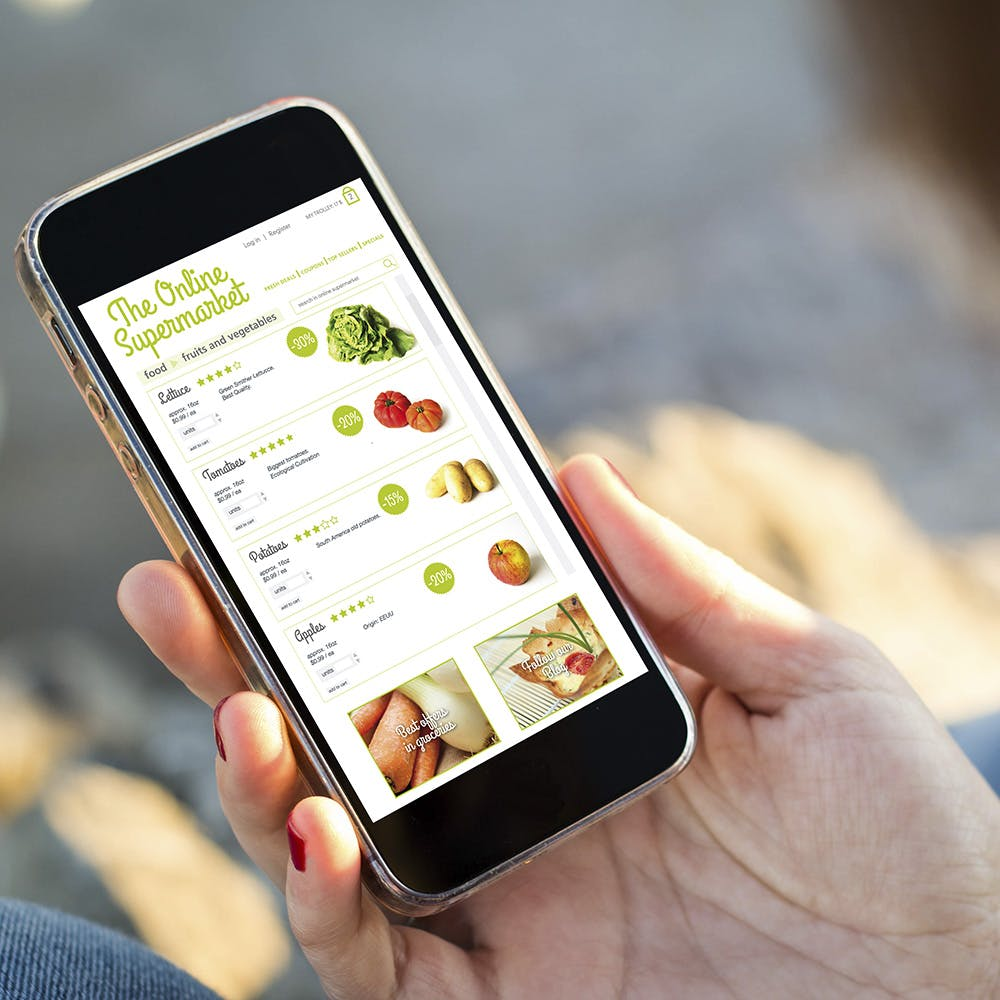 MY TROLLEY: 17 $
2
Log in | Register
The Online
Supermarket
FRESH DEALS | COUPONS | TOP SELLERS | SPECIALS
search in online supermarket
food fruits and vegetables
-30%
Lettuce
Green Smither Lettucce.
Best Quality.
approx. 16oz
$0.99 / ea
units
add to cart
-20%
Tomatoes
Biggest tomatoes.
Ecological Cultivation
approx. 16oz
$0.99 / ea
units
add to cart
-15%
Potatoes
South America old potatoes.
approx. 16oz
$0.99 / ea
units
add to cart
-20%
Apples
Origin: EEUU
approx. 16oz
$0.99 / ea
units
add to cart
Best offers
in groceries
Follow our
Blog